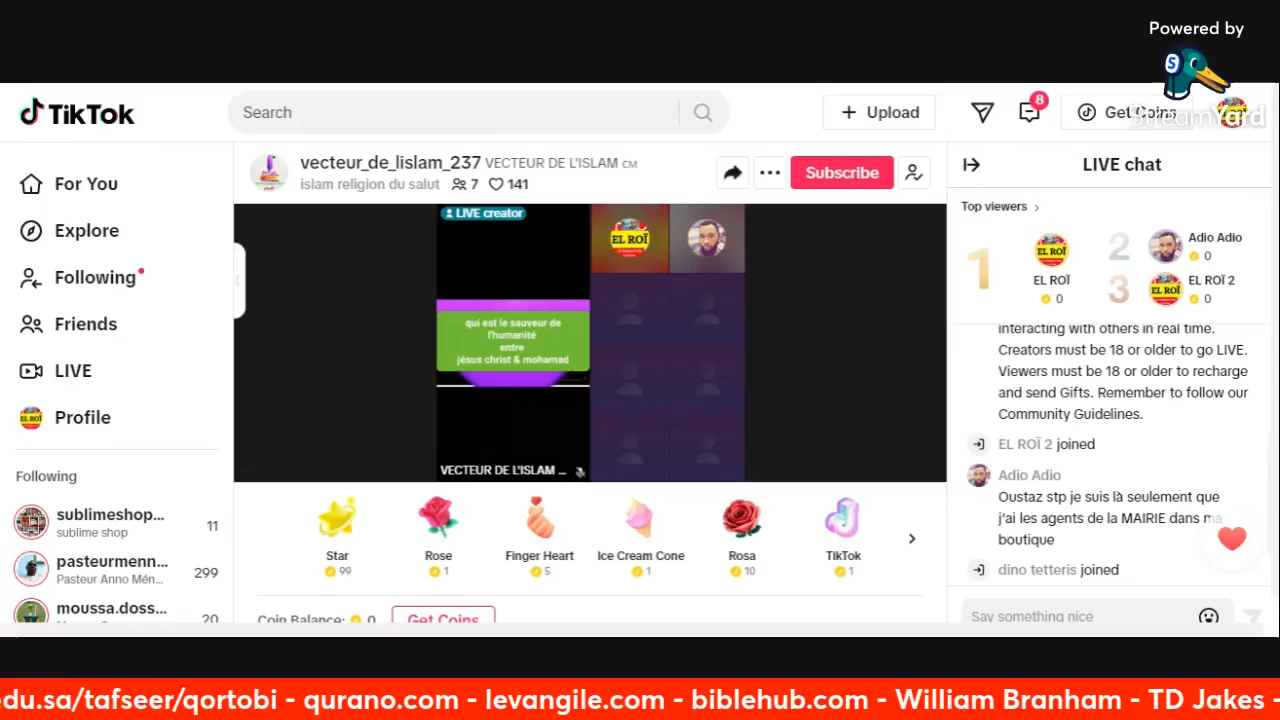 Powered by
StreamYard
TikTok
Search
Upload
8
Get Coins
For You
Explore
Following
Friends
LIVE
Profile
Following
sublimeshop...
sublime shop
11
pasteurmenn...
Pasteur Anno Mén...
299
moussa.doss...
20
vecteur_de_lislam_237 VECTEUR DE L'ISLAM CM
islam religion du salut 7 141
Subscribe
LIVE creator
EL ROÏ
qui est le sauveur de
l'humanité
entre
jésus christ & mohamad
VECTEUR DE L'ISLAM ...
Star
99
Rose
1
Finger Heart
5
Ice Cream Cone
1
Rosa
10
TikTok
1
Coin Balance: 0
Get Coins
LIVE chat
Top viewers
1
EL ROÏ
EL ROÏ
0
2
Adio Adio
0
3
EL ROÏ
EL ROÏ 2
0
interacting with others in real time.
Creators must be 18 or older to go LIVE.
Viewers must be 18 or older to recharge
and send Gifts. Remember to follow our
Community Guidelines.
EL ROÏ 2 joined
Adio Adio
Oustaz stp je suis là seulement que
j'ai les agents de la MAIRIE dans ma
boutique
dino tetteris joined
Say something nice
edu.sa/tafseer/qortobi - qurano.com - levangile.com - biblehub.com - William Branham - TD Jakes -